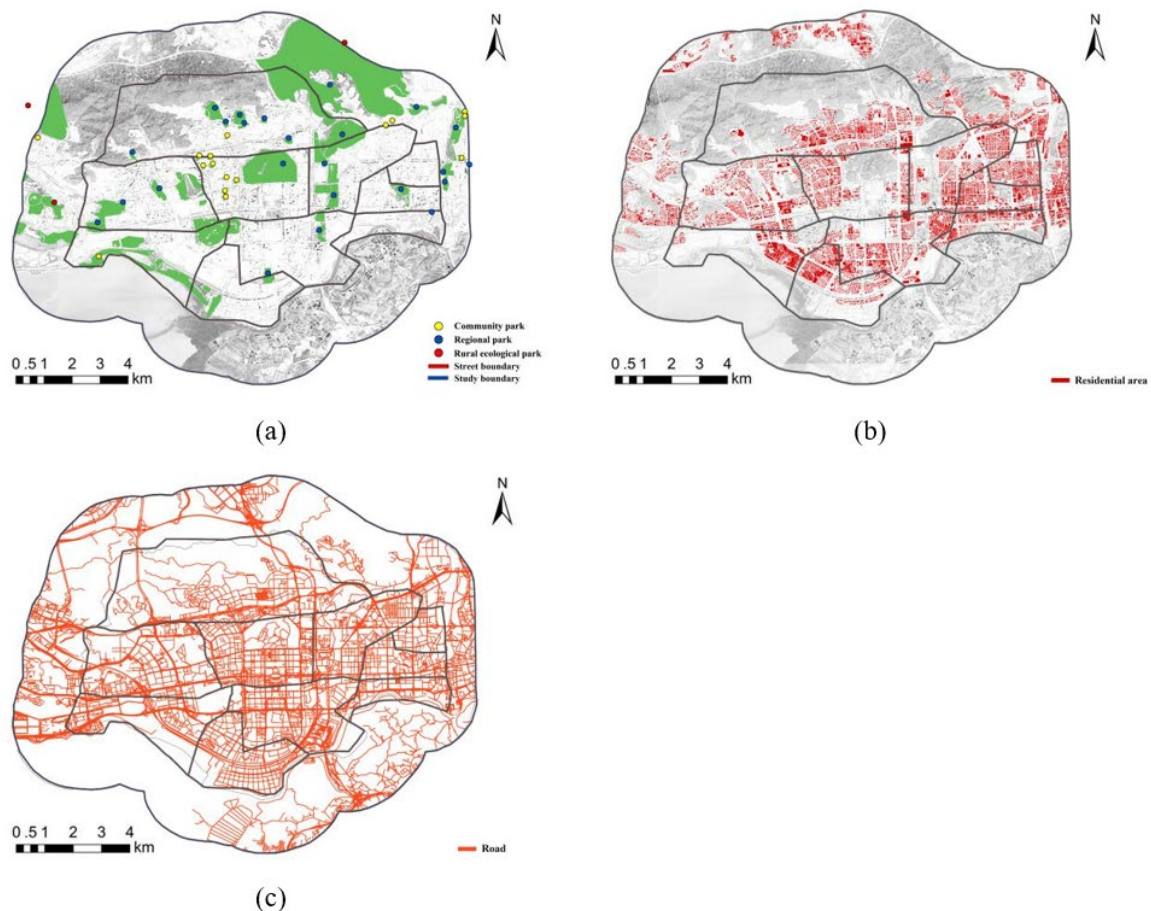 N
Community park
Regional park
Rural ecological park
Street boundary
Study boundary
0 .5 1 2 3 4
km
(a)
N
0.5 1 2 3 4
km
Residential area
(b)
N
0 .5 1 2 3 4
km
Road
(c)